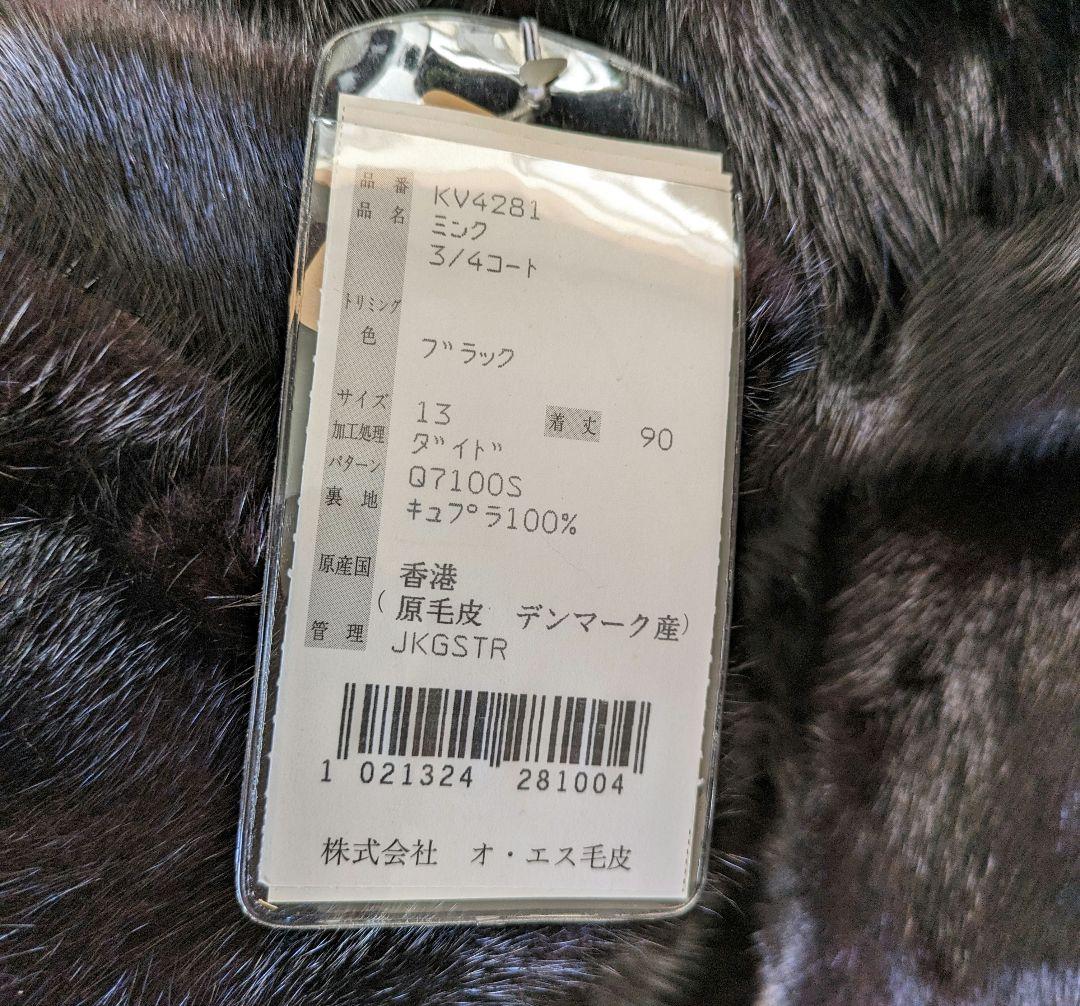 品番 KV4281
品名 ミンク
3/4コート
トリミング
色 ブラック
サイズ 13 着丈 90
加工処理 ダイド
パターン Q7100S
裏地 キュプラ100%
原産国 香港
(原毛皮 デンマーク産)
管理 JKGSTR
1 021324 281004
株式会社 オ・エス毛皮